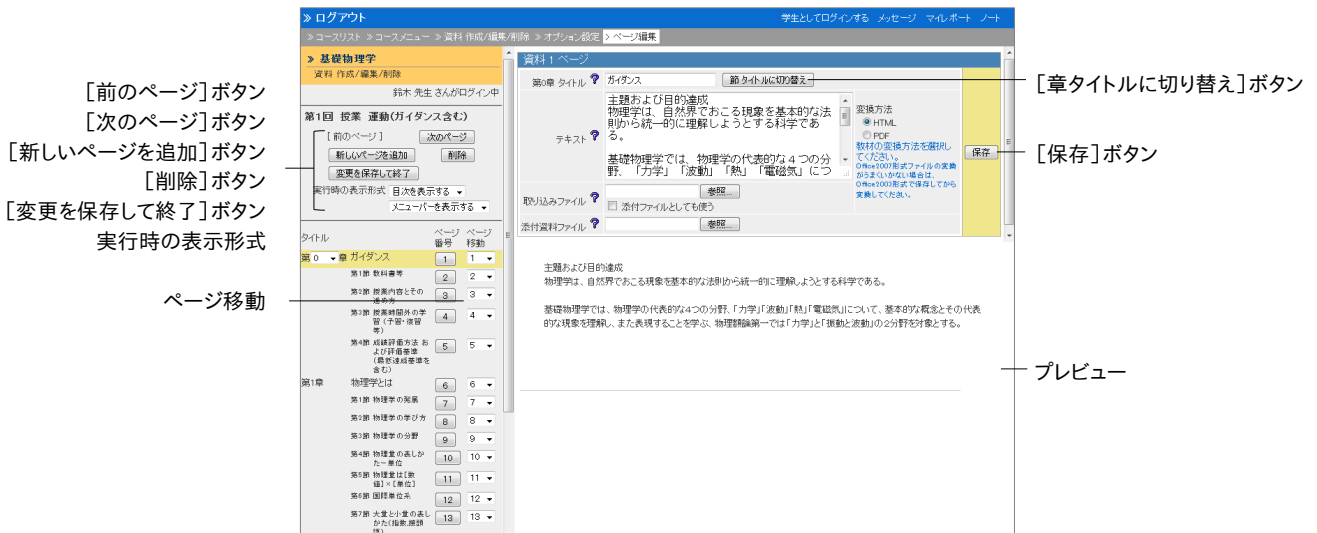 » ログアウト
学生としてログインする メッセージ マイレポート ノート
» コースリスト » コースメニュー » 資料 作成/編集/削除 » オプション設定 > ページ編集
» 基礎物理学
資料 作成/編集/削除
鈴木 先生 さんがログイン中
第1回 授業 運動(ガイダンス含む)
[ 前のページ ] 次のページ
新しいページを追加 削除
変更を保存して終了
実行時の表示形式 目次を表示する
メニューバーを表示する
タイトル ページ番号 ページ移動
第 0 章 ガイダンス 1 1
第1節 教科書等 2 2
第2節 授業内容とその進め方 3 3
第3節 授業時間外の学習(予習・復習等) 4 4
第4節 成績評価方法 および評価基準(最低達成基準を含む) 5 5
第1章 物理学とは 6 6
第1節 物理学の発展 7 7
第2節 物理学の学び方 8 8
第3節 物理学の分野 9 9
第4節 物理量の表しかた−単位 10 10
第5節 物理量は[数値]×[単位] 11 11
第6節 国際単位系 12 12
第7節 大量と小量の表しかた(指数,接頭語) 13 13
資料 1 ページ
第0章 タイトル ? ガイダンス 節 タイトルに切り替え
テキスト ?
主題および目的達成
物理学は、自然界でおこる現象を基本的な法
則から統一的に理解しようとする科学であ
る。
基礎物理学では、物理学の代表的な４つの分
野、「力学」「波動」「熱」「電磁気」につ
変換方法
HTML
PDF
教材の変換方法を選択し
てください。
Office2007形式ファイルの変換
がうまくいかない場合は、
Office2003形式で保存してから
変換してください。
保存
取り込みファイル ? 参照...
添付ファイルとしても使う
添付資料ファイル ? 参照...
主題および目的達成
物理学は、自然界でおこる現象を基本的な法則から統一的に理解しようとする科学である。
基礎物理学では、物理学の代表的な4つの分野、「力学」「波動」「熱」「電磁気」について、基本的な概念とその代表
的な現象を理解し、また表現することを学ぶ、物理額論第一では「力学」と「振動と波動」の2分野を対象とする。
［前のページ］ボタン
［次のページ］ボタン
［新しいページを追加］ボタン
［削除］ボタン
［変更を保存して終了］ボタン
実行時の表示形式
ページ移動
［章タイトルに切り替え］ボタン
［保存］ボタン
プレビュー